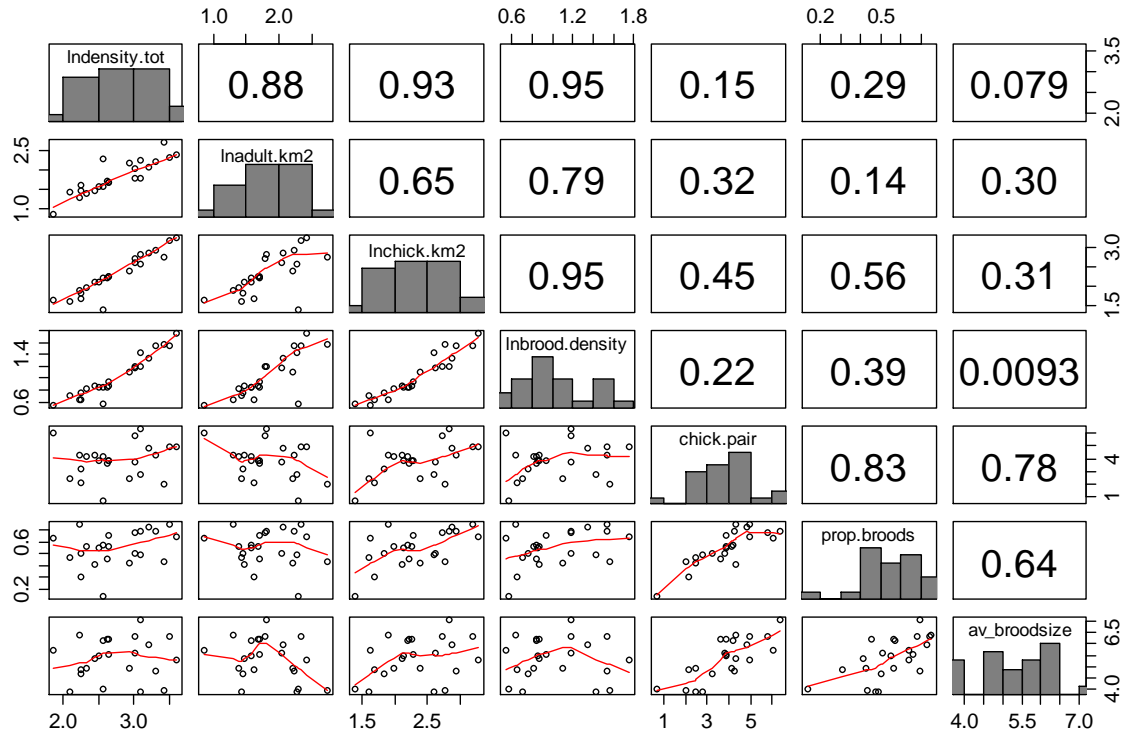 1.0 2.0 0.6 1.2 1.8 0.2 0.5
lndensity.tot 0.88 0.93 0.95 0.15 0.29 0.079 2.0 3.5
1.0 2.5 lnadult.km2 0.65 0.79 0.32 0.14 0.30
lnchick.km2 0.95 0.45 0.56 0.31 1.5 3.0
0.6 1.4 lnbrood.density 0.22 0.39 0.0093
chick.pair 0.83 0.78 1 4
0.2 0.6 prop.broods 0.64
av_broodsize 4.0 6.5
2.0 3.0 1.5 2.5 1 3 5 4.0 5.5 7.0